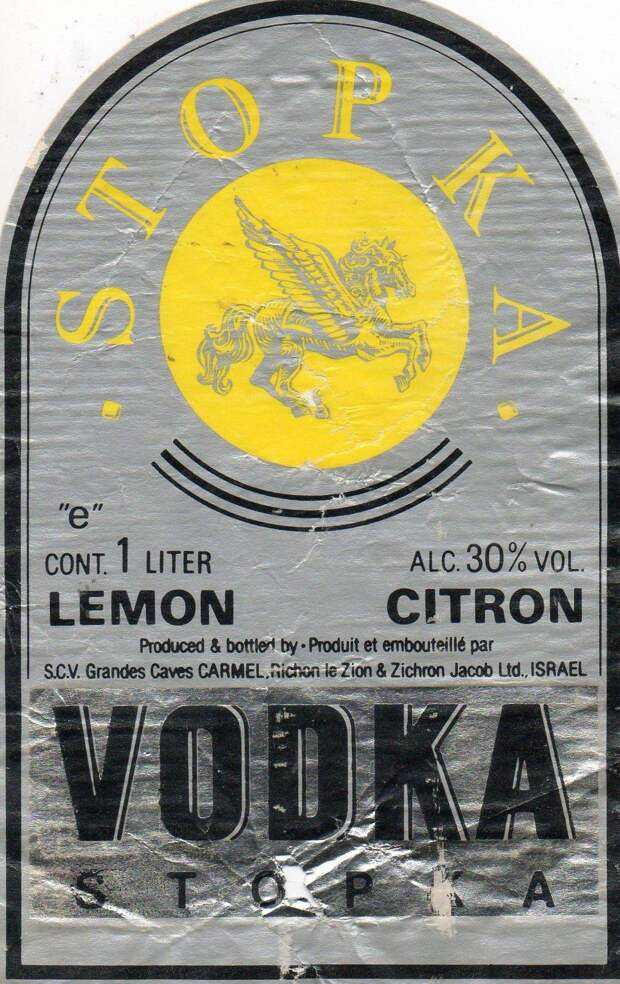 STOPKA
"e"
CONT. 1 LITER ALC. 30% VOL.
LEMON CITRON
Produced & bottled by • Produit et embouteillé par
S.C.V. Grandes Caves CARMEL, Richon le Zion & Zichron Jacob Ltd., ISRAEL
VODKA
STOPKA